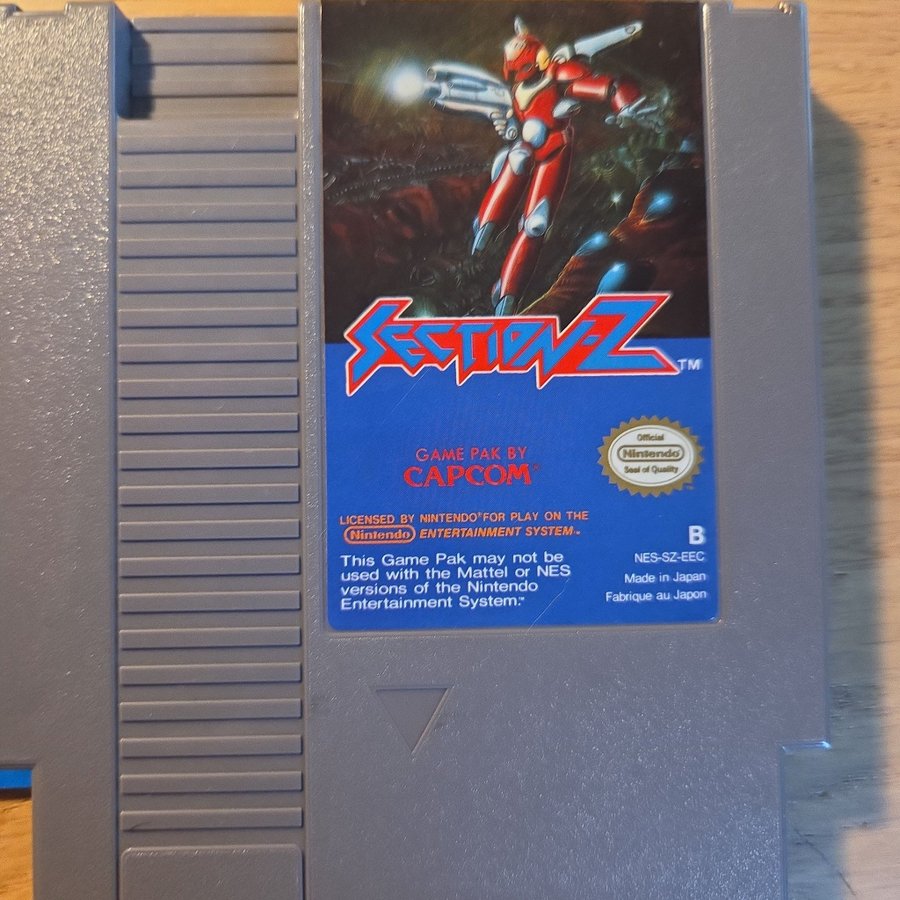 SECTION-Z TM
GAME PAK BY
CAPCOM®
Official
Nintendo
Seal of Quality
LICENSED BY NINTENDO® FOR PLAY ON THE
Nintendo ENTERTAINMENT SYSTEM™
This Game Pak may not be
used with the Mattel or NES
versions of the Nintendo
Entertainment System.™
B
NES-SZ-EEC
Made in Japan
Fabrique au Japon